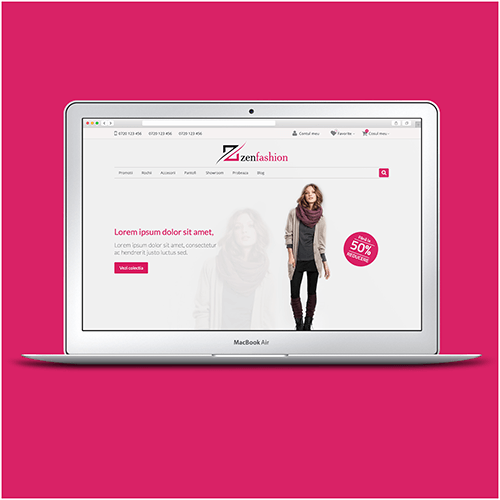 0720 123 456 0720 123 456 0720 123 456 Contul meu Favorite Cosul meu
zenfashion
Promotii Rochii Accesorii Pantofi Showroom Probeaza Blog
Lorem ipsum dolor sit amet,
Lorem ipsum dolor sit amet, consectetur
ac hendrerit justo luctus sed.
Vezi colectia
Până la
50%
REDUCERE
MacBook Air